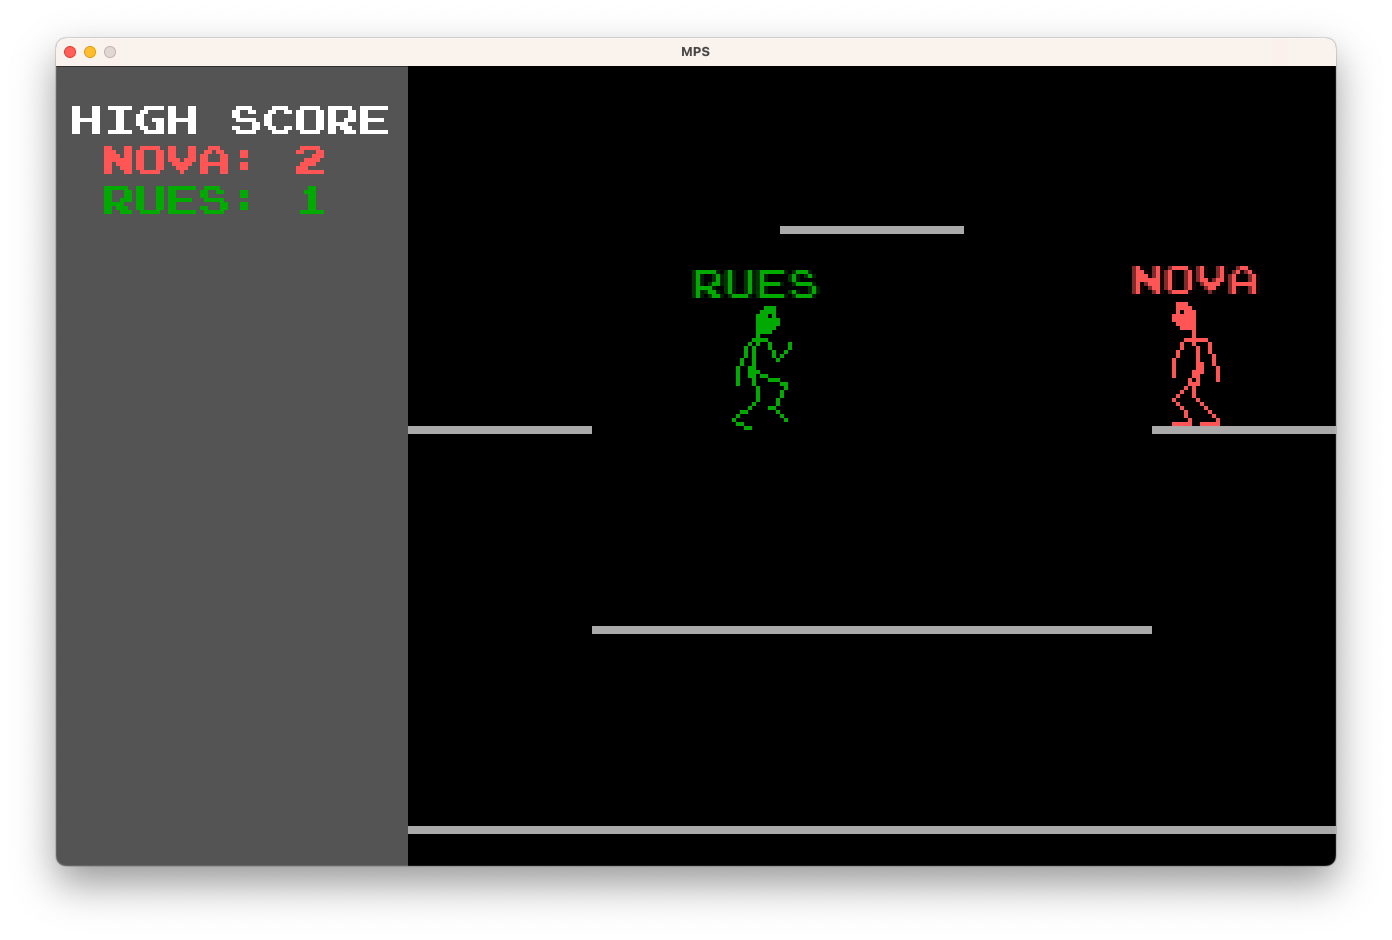 MPS
HIGH SCORE
NOVA: 2
RUES: 1
RUES
NOVA